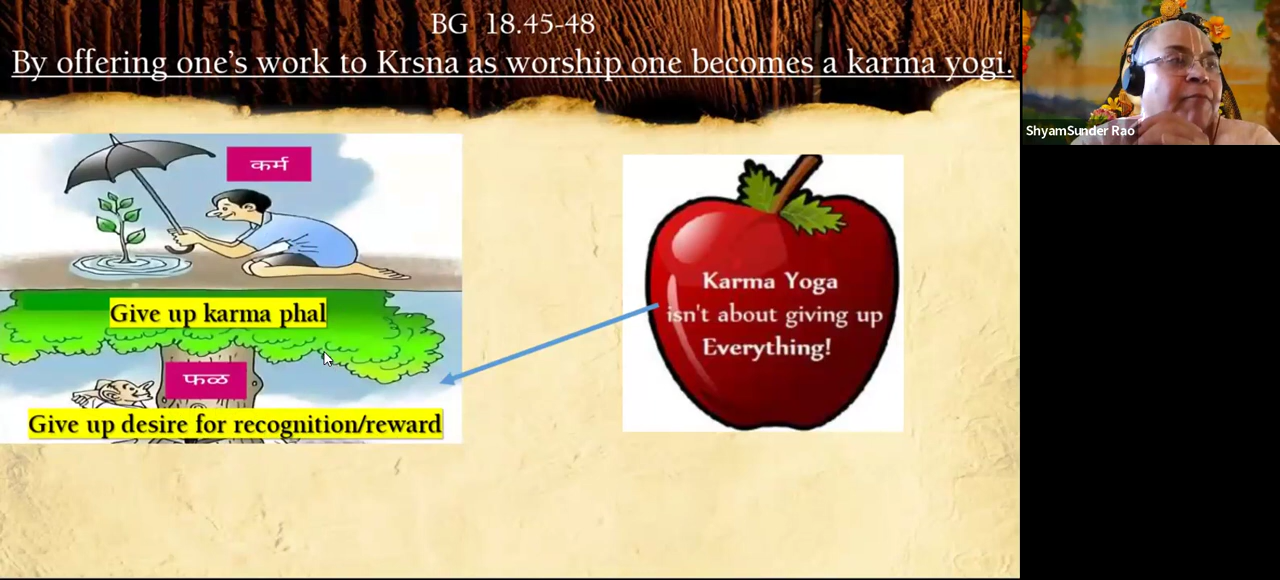 BG 18.45-48
By offering one’s work to Krsna as worship one becomes a karma yogi.
कर्म
Give up karma phal
फळ
Give up desire for recognition/reward
Karma Yoga
isn't about giving up
Everything!
ShyamSunder Rao